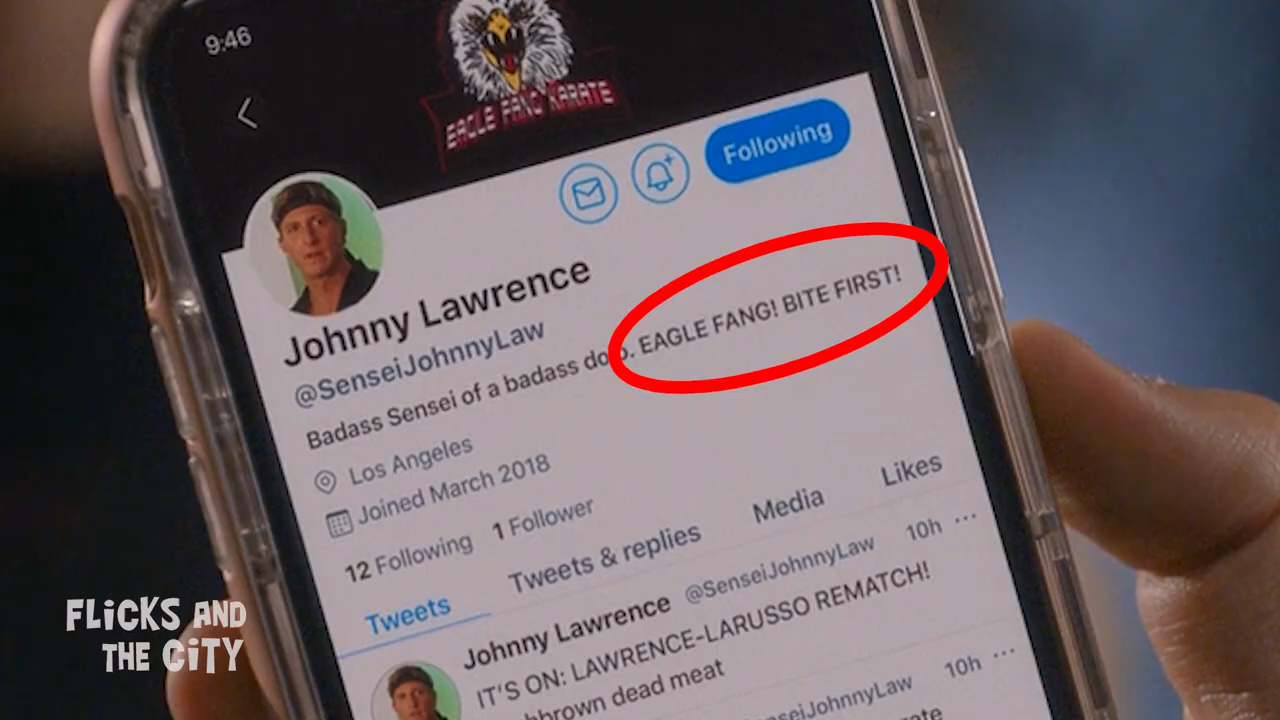 9:46
EAGLE FANG KARATE
Following
Johnny Lawrence
@SenseiJohnnyLaw
Badass Sensei of a badass dojo. EAGLE FANG! BITE FIRST!
Los Angeles
Joined March 2018
12 Following 1 Follower
Tweets Tweets & replies Media Likes
Johnny Lawrence @SenseiJohnnyLaw 10h ...
IT'S ON: LAWRENCE-LARUSSO REMATCH!
dead meat
10h ...
FLICKS AND
THE CITY